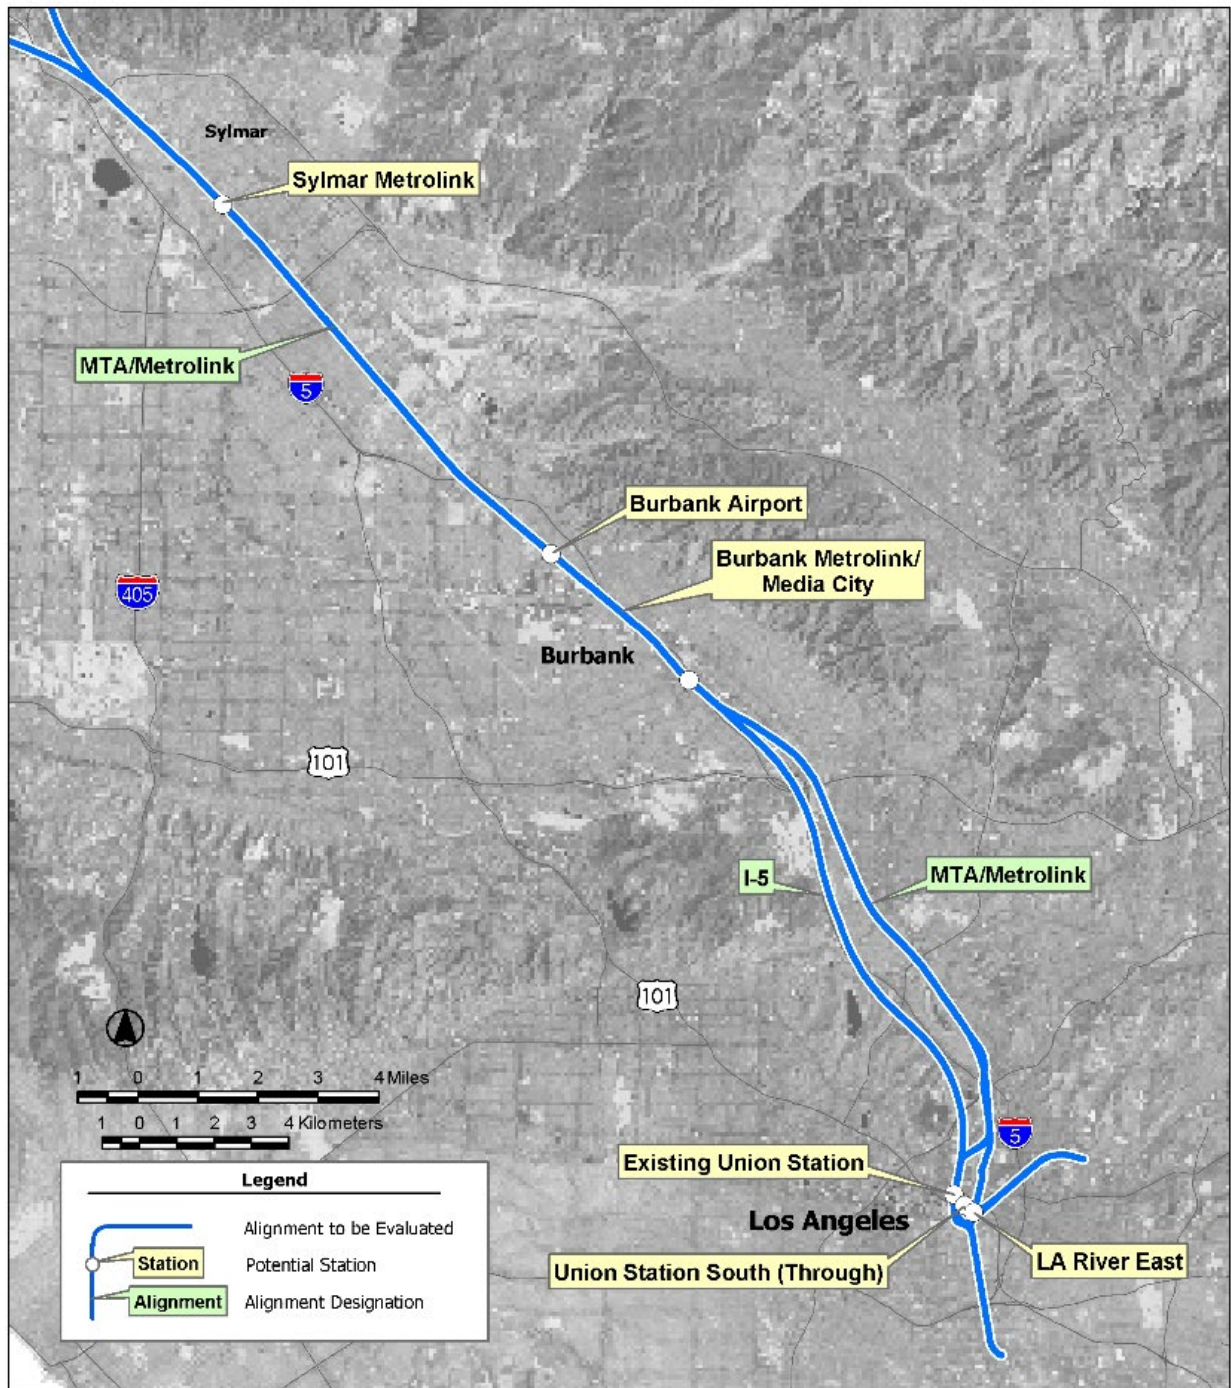 Sylmar
Sylmar Metrolink
MTA/Metrolink
5
Burbank Airport
Burbank Metrolink/
Media City
405
Burbank
101
I-5
MTA/Metrolink
101
1 0 1 2 3 4 Miles
1 0 1 2 3 4 Kilometers
5
Existing Union Station
Los Angeles
LA River East
Union Station South (Through)
Legend
Alignment to be Evaluated
Station
Potential Station
Alignment
Alignment Designation